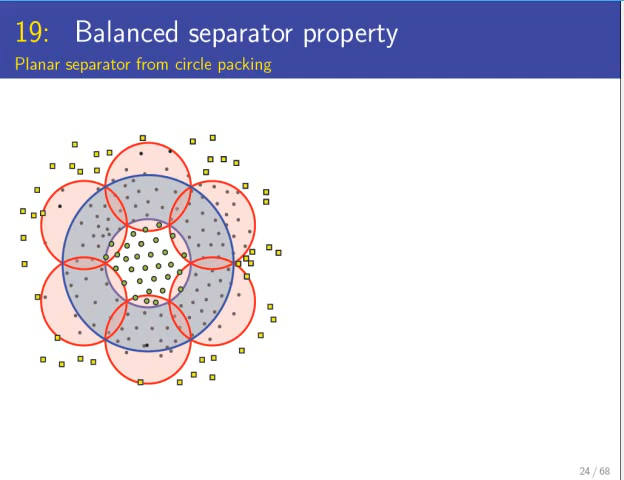 19: Balanced separator property
Planar separator from circle packing
24 / 68